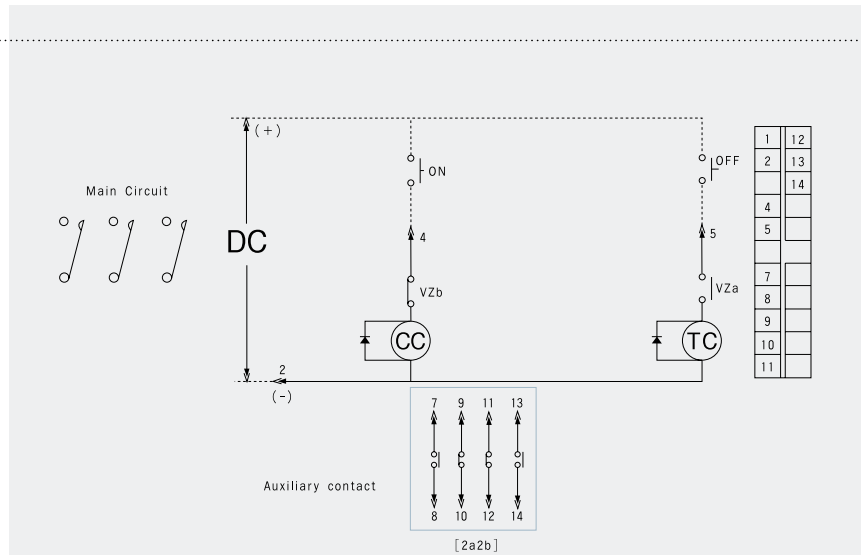 (+)
ON
OFF
Main Circuit
DC
4
5
VZb
VZa
CC
TC
2
(-)
7 9 11 13
Auxiliary contact
8 10 12 14
[2a2b]
1 12
2 13
14
4
5
7
8
9
10
11